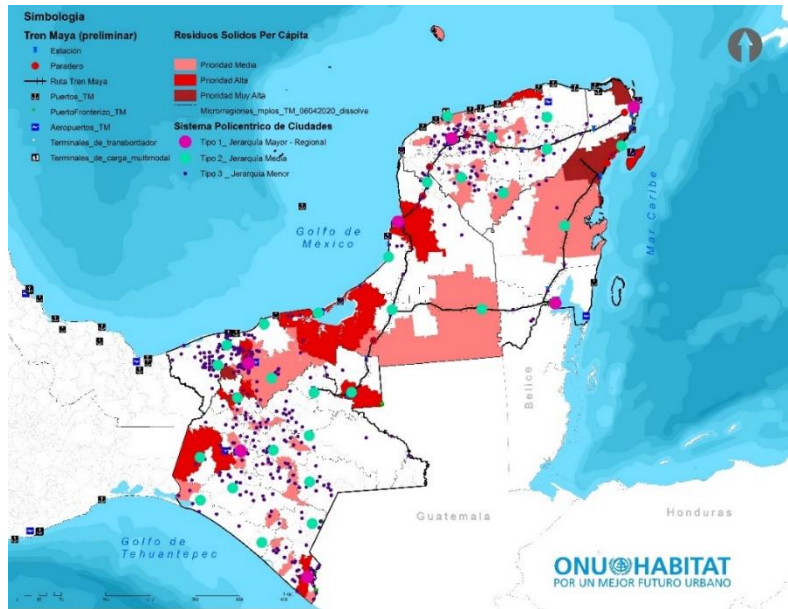 Simbologia
Tren Maya (preliminar)
Estación
Paradero
Ruta Tren Maya
Puertos_TM
PuertoFronterizo_TM
Aeropuertos_TM
Terminales_de_transbordador
Terminales_de_carga_multimodal
Residuos Solidos Per Cápita
Prioridad Media
Prioridad Alta
Prioridad Muy Alta
Microrregiones_mpios_TM_06042020_dissolve
Sistema Policentrico de Ciudades
Tipo 1_ Jerarquía Mayor - Regional
Tipo 2_ Jerarquía Media
Tipo 3_ Jerarquía Menor
Golfo de
México
Mar Caribe
Belice
Guatemala
Honduras
Golfo de
Tehuantepec
ONU HABITAT
POR UN MEJOR FUTURO URBANO